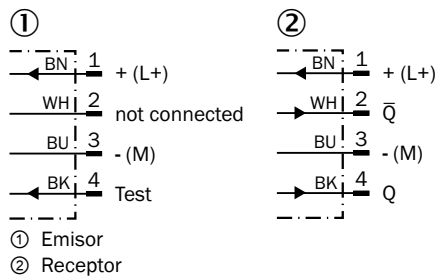 ① ②
BN 1 + (L+)
WH 2 not connected
BU 3 - (M)
BK 4 Test
BN 1 + (L+)
WH 2 Q̅
BU 3 - (M)
BK 4 Q
① Emisor
② Receptor